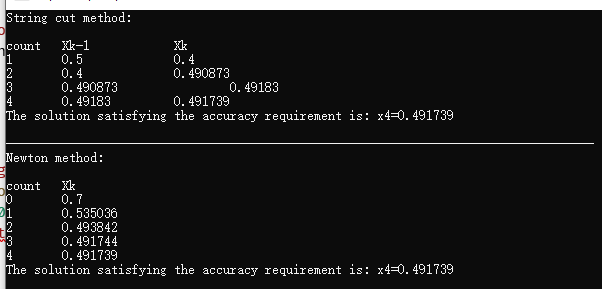 String cut method:
count Xk-1 Xk
1 0.5 0.4
2 0.4 0.490873
3 0.490873 0.49183
4 0.49183 0.491739
The solution satisfying the accuracy requirement is: x4=0.491739
Newton method:
count Xk
0 0.7
1 0.535036
2 0.493842
3 0.491744
4 0.491739
The solution satisfying the accuracy requirement is: x4=0.491739